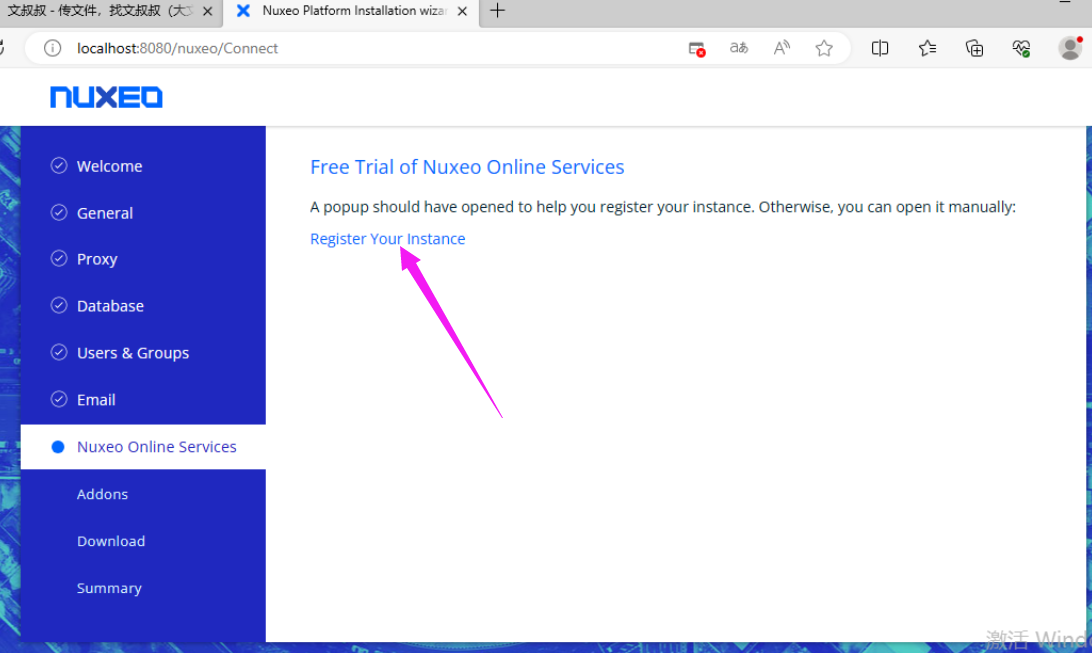 文叔叔 - 传文件，找文叔叔（大文
Nuxeo Platform Installation wiza
localhost:8080/nuxeo/Connect
nuxeo
Welcome
General
Proxy
Database
Users & Groups
Email
Nuxeo Online Services
Addons
Download
Summary
Free Trial of Nuxeo Online Services
A popup should have opened to help you register your instance. Otherwise, you can open it manually:
Register Your Instance
激活 Wind